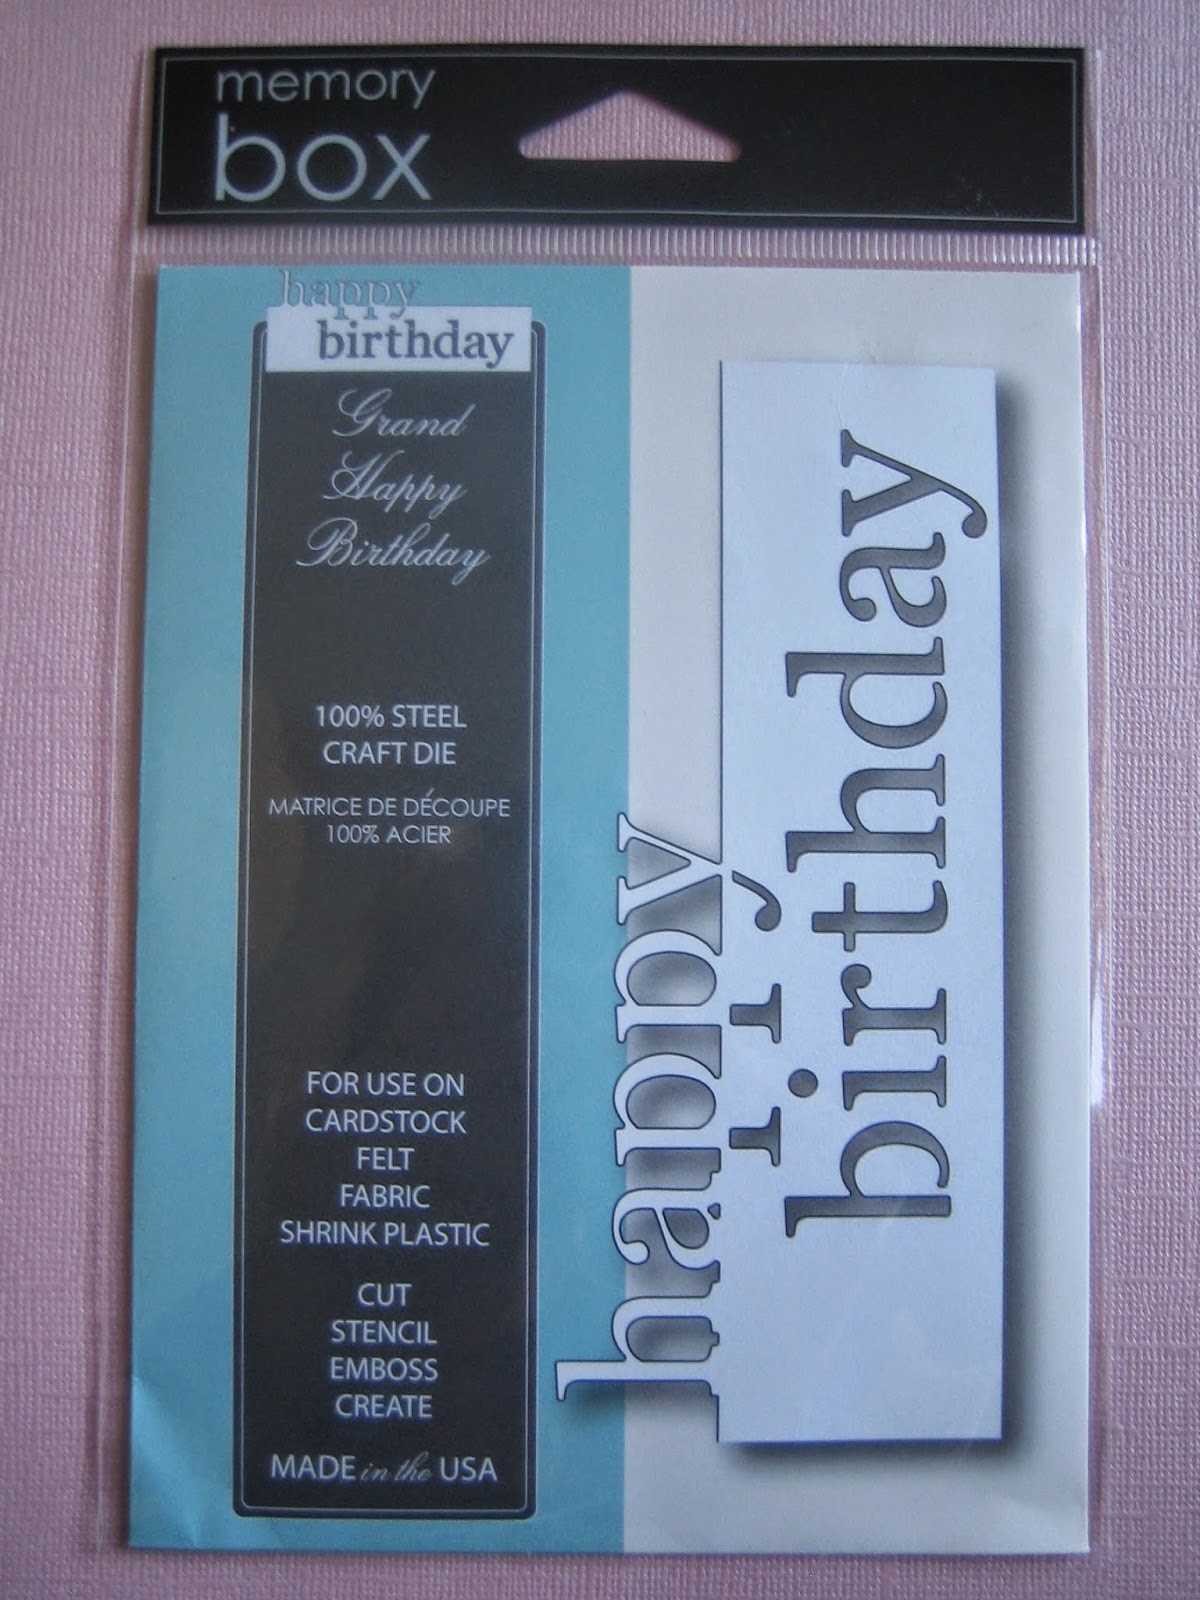 memory
box
happy
birthday
Grand
Happy
Birthday
100% STEEL
CRAFT DIE
MATRICE DE DÉCOUPE
100% ACIER
FOR USE ON
CARDSTOCK
FELT
FABRIC
SHRINK PLASTIC
CUT
STENCIL
EMBOSS
CREATE
MADE in the USA
happy
birthday